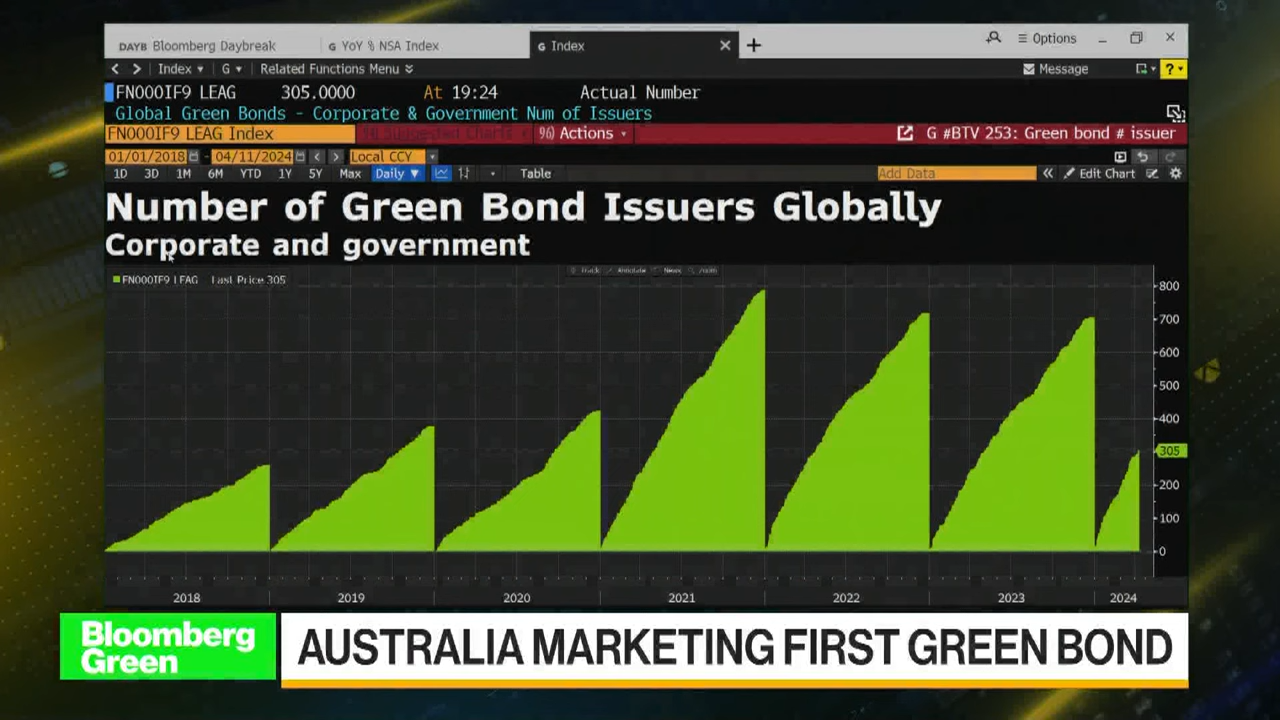 DAYB Bloomberg Daybreak
G YoY % NSA Index
G Index
Options
Index
G
Related Functions Menu
Message
?
FN000IF9 LEAG 305.0000 At 19:24 Actual Number
Global Green Bonds - Corporate & Government Num of Issuers
FN000IF9 LEAG Index
96) Actions
G #BTV 253: Green bond # issuer
01/01/2018 - 04/11/2024 Local CCY
1D 3D 1M 6M YTD 1Y 5Y Max Daily ▼ Table Add Data « Edit Chart
Number of Green Bond Issuers Globally
Corporate and government
Track Annotate News Zoom
FN000IF9 LEAG Last Price 305
800
700
600
500
400
305
200
100
0
2018 2019 2020 2021 2022 2023 2024
Bloomberg
Green
AUSTRALIA MARKETING FIRST GREEN BOND